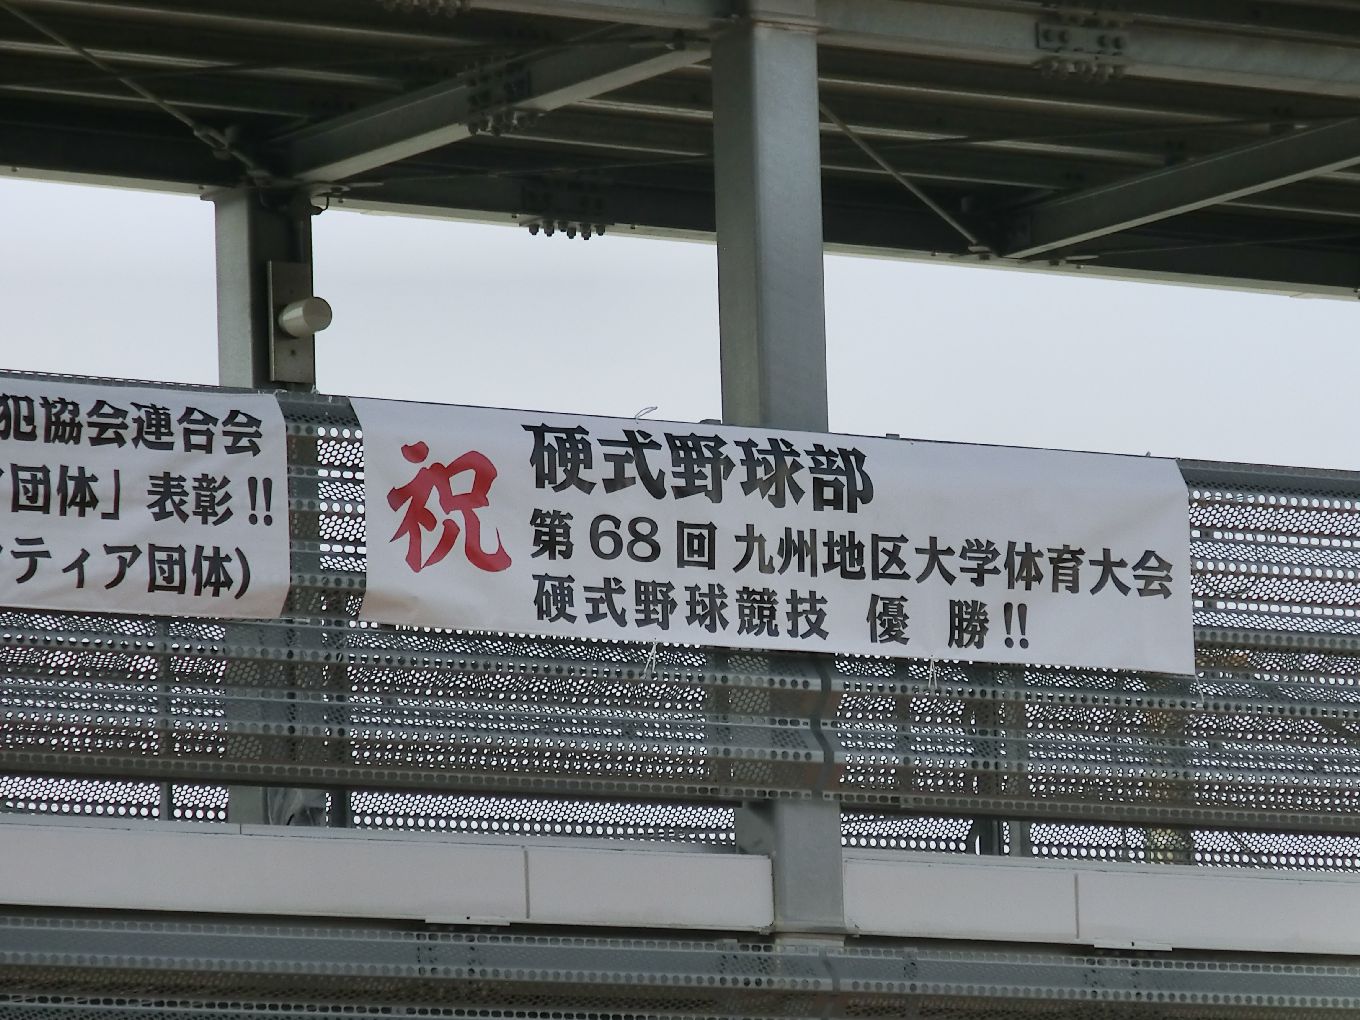 犯協会連合会
団体」表彰!!
ンティア団体)
祝
硬式野球部
第68回 九州地区大学体育大会
硬式野球競技 優 勝!!